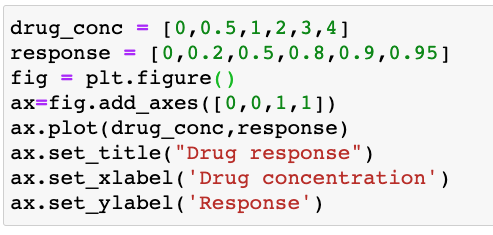 drug_conc = [0,0.5,1,2,3,4]
response = [0,0.2,0.5,0.8,0.9,0.95]
fig = plt.figure()
ax=fig.add_axes([0,0,1,1])
ax.plot(drug_conc,response)
ax.set_title("Drug response")
ax.set_xlabel('Drug concentration')
ax.set_ylabel('Response')